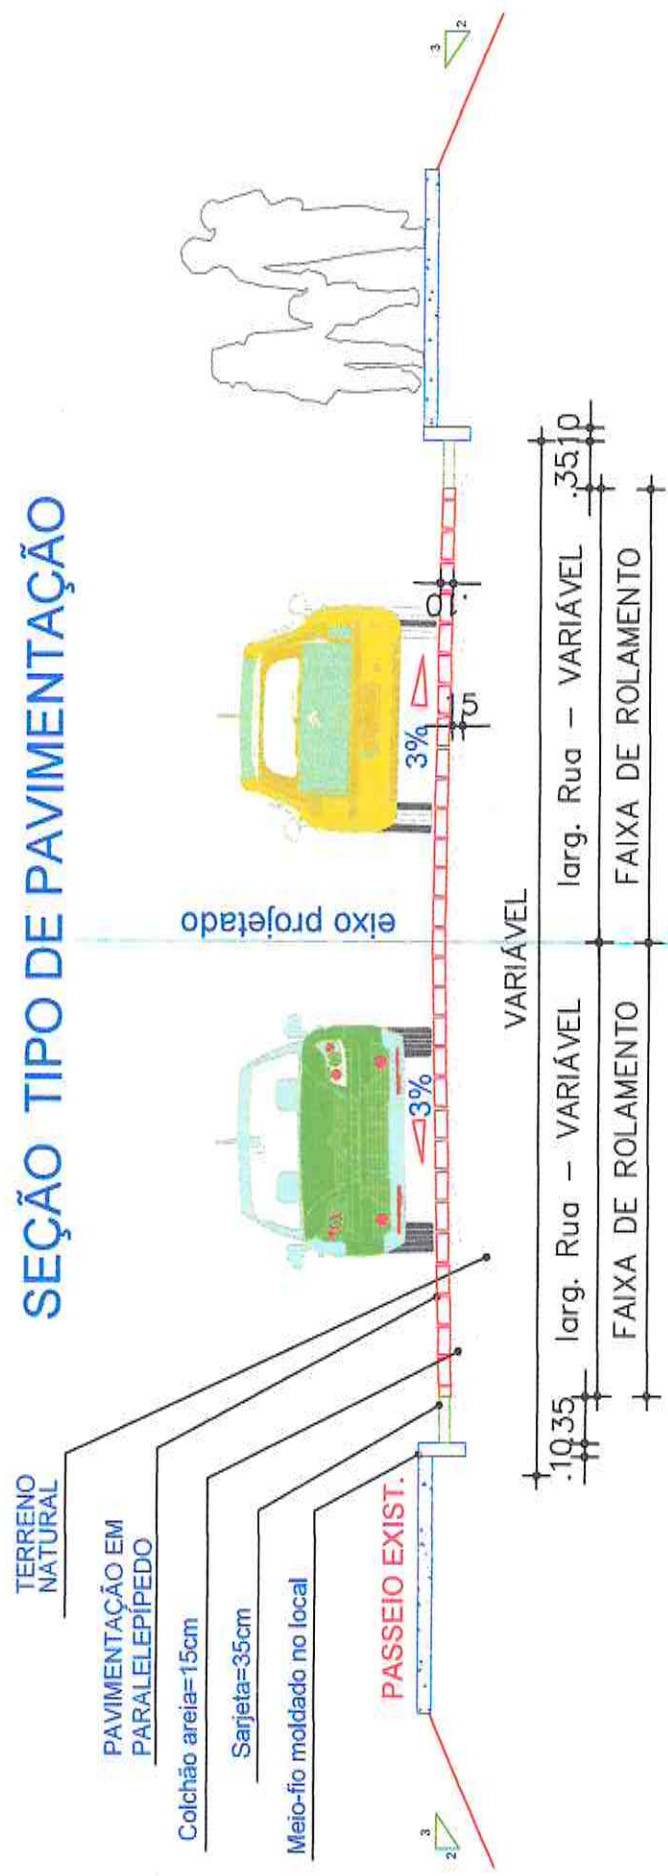 SEÇÃO TIPO DE PAVIMENTAÇÃO
TERRENO
NATURAL
PAVIMENTAÇÃO EM
PARALELEPÍPEDO
Colchão areia=15cm
Sarjeta=35cm
Meio-fio moldado no local
PASSEIO EXIST.
eixo projetado
3%
3%
.10
15
3
2
3
2
VARIÁVEL
.10
35
larg. Rua – VARIÁVEL
larg. Rua – VARIÁVEL
.35
.10
FAIXA DE ROLAMENTO
FAIXA DE ROLAMENTO